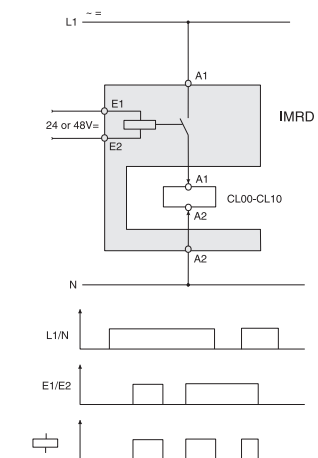 ~ =
L1
A1
E1
IMRD
24 or 48V=
E2
A1
CL00-CL10
A2
A2
N
L1/N
E1/E2